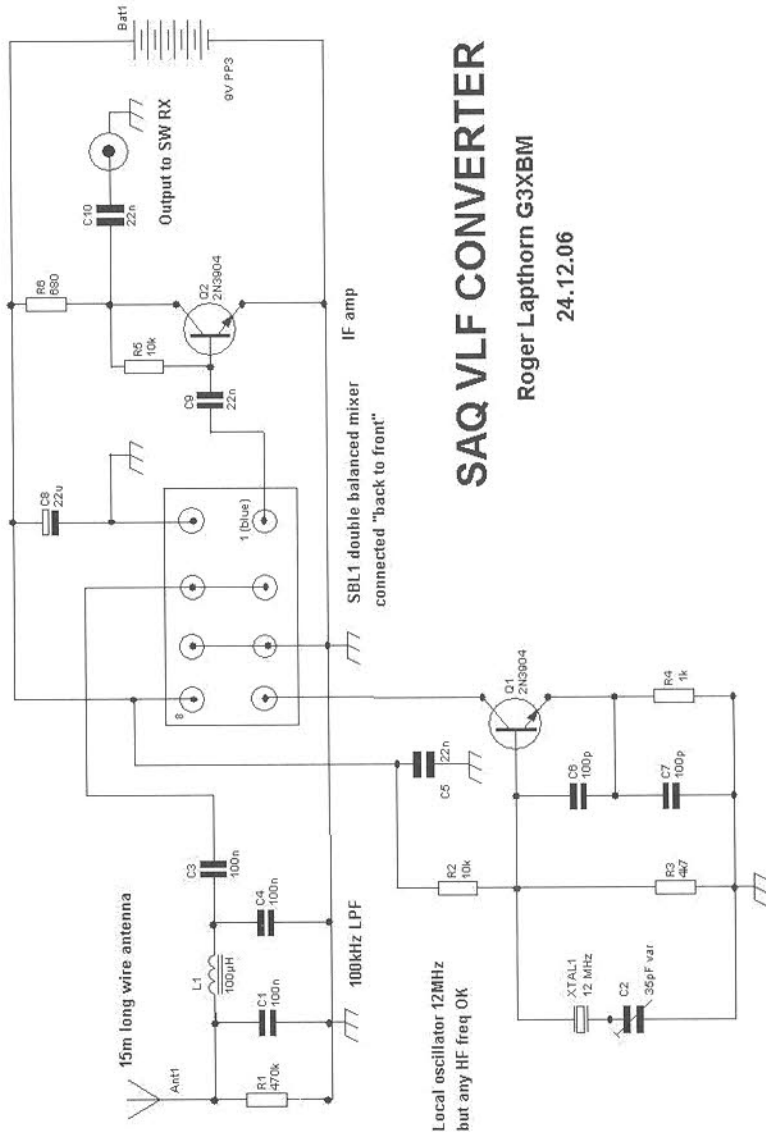 15m long wire antenna
Ant1
R1
470k
C1
100n
L1
100µH
C4
100n
C3
100n
100kHz LPF
8
1 (blue)
SBL1 double balanced mixer
connected "back to front"
C8
22u
C9
22n
R5
10k
R6
680
Q2
2N3904
IF amp
C10
22n
Output to SW RX
Bat1
9V PP3
Local oscillator 12MHz
but any HF freq OK
XTAL1
12 MHz
C2
35pF var
R2
10k
R3
4k7
C5
22n
C6
100p
C7
100p
Q1
2N3904
R4
1k
SAQ VLF CONVERTER
Roger Lapthorn G3XBM
24.12.06